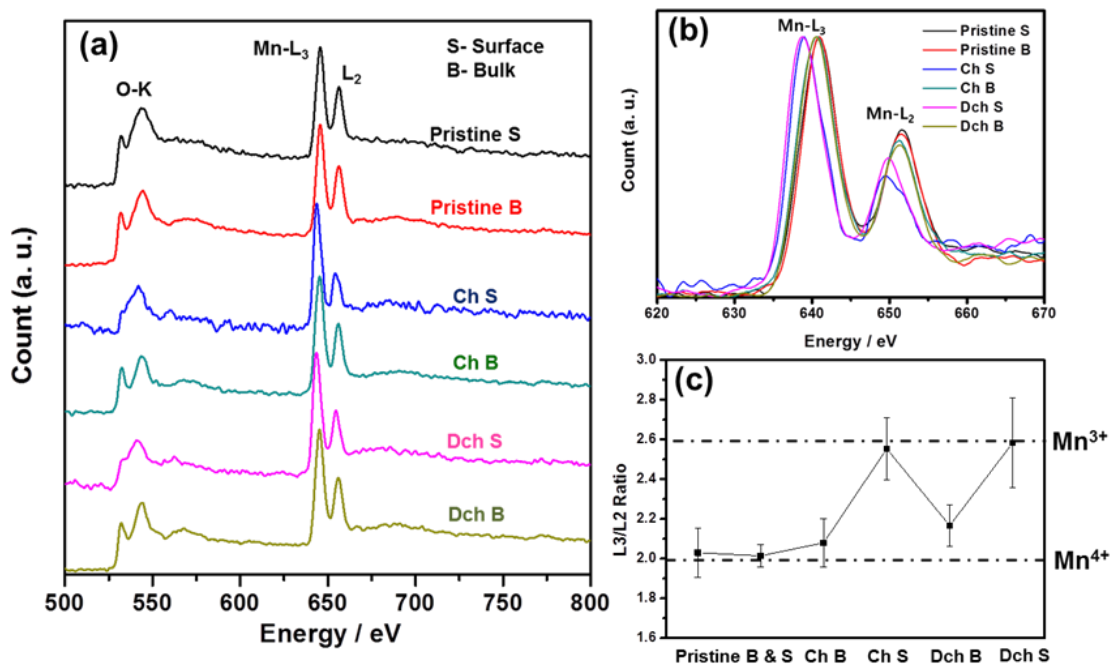 (a)
Mn-L3
L2
S- Surface
B- Bulk
O-K
Pristine S
Pristine B
Ch S
Ch B
Dch S
Dch B
Count (a. u.)
500 550 600 650 700 750 800
Energy / eV
(b)
Mn-L3
Mn-L2
Pristine S
Pristine B
Ch S
Ch B
Dch S
Dch B
Count (a. u.)
620 630 640 650 660 670
Energy / eV
(c)
3.0
2.8
2.6
2.4
2.2
2.0
1.8
1.6
L3/L2 Ratio
Mn3+
Mn4+
Pristine B & S Ch B Ch S Dch B Dch S